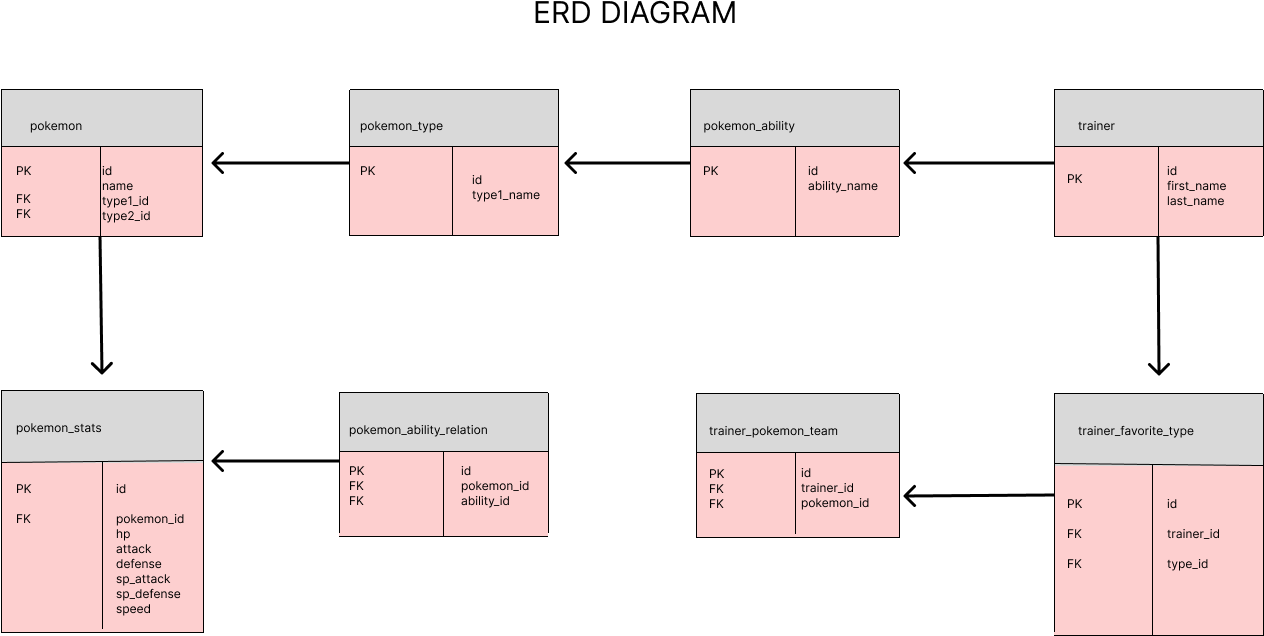 ERD DIAGRAM
pokemon
PK id
name
FK type1_id
FK type2_id
pokemon_type
PK
id
type1_name
pokemon_ability
PK id
ability_name
trainer
id
PK
first_name
last_name
pokemon_stats
PK id
FK pokemon_id
hp
attack
defense
sp_attack
sp_defense
speed
pokemon_ability_relation
PK id
FK pokemon_id
FK ability_id
trainer_pokemon_team
PK id
FK trainer_id
FK pokemon_id
trainer_favorite_type
PK id
FK trainer_id
FK type_id